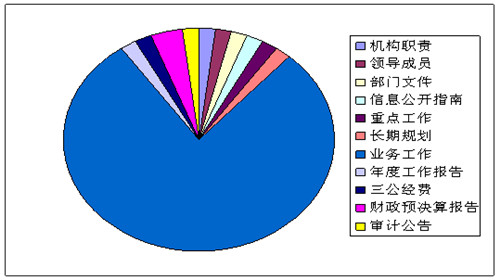 机构职责
领导成员
部门文件
信息公开指南
重点工作
长期规划
业务工作
年度工作报告
三公经费
财政预决算报告
审计公告